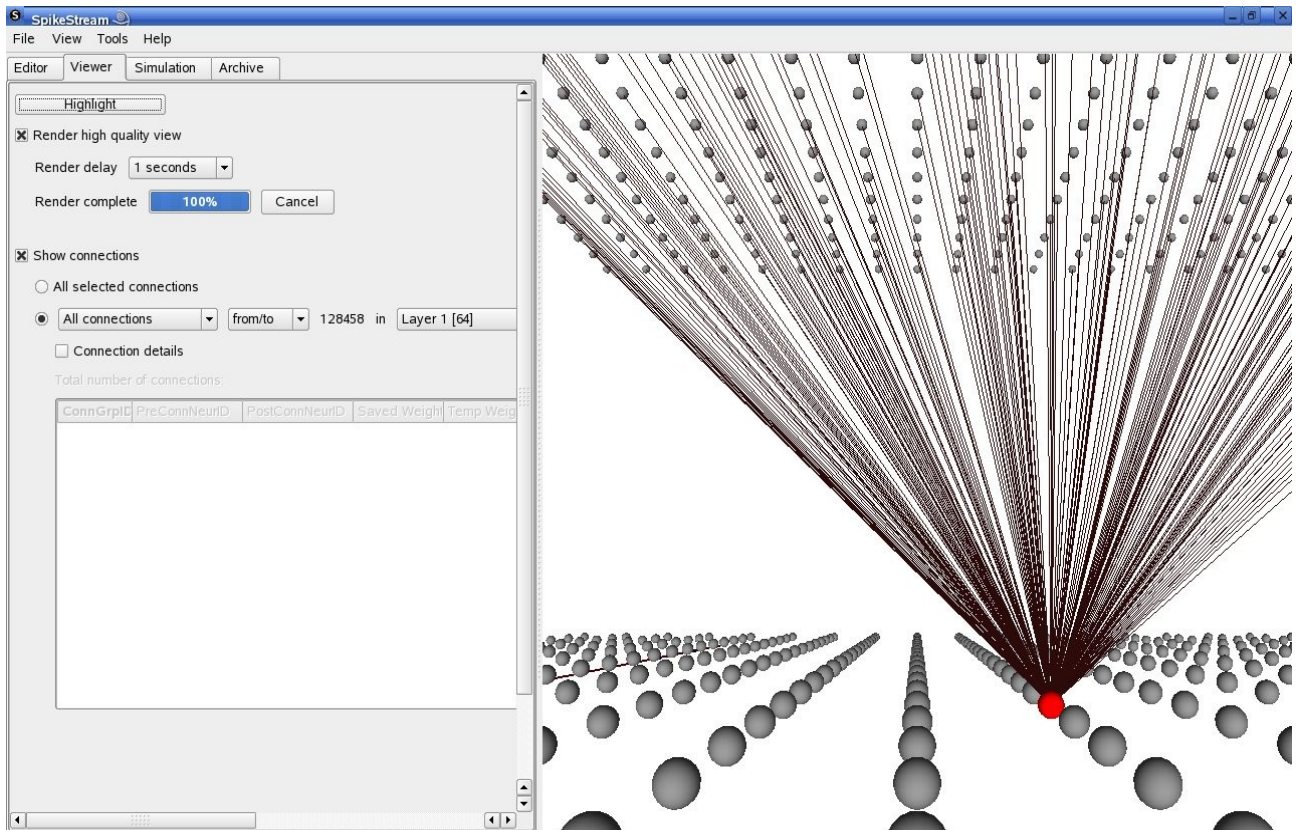 SpikeStream
File View Tools Help
Editor Viewer Simulation Archive
Highlight
Render high quality view
Render delay 1 seconds
Render complete 100% Cancel
Show connections
All selected connections
All connections from/to 128458 in Layer 1 [64]
Connection details
Total number of connections:
ConnGrpID PreConnNeurID PostConnNeurID Saved Weight Temp Weig